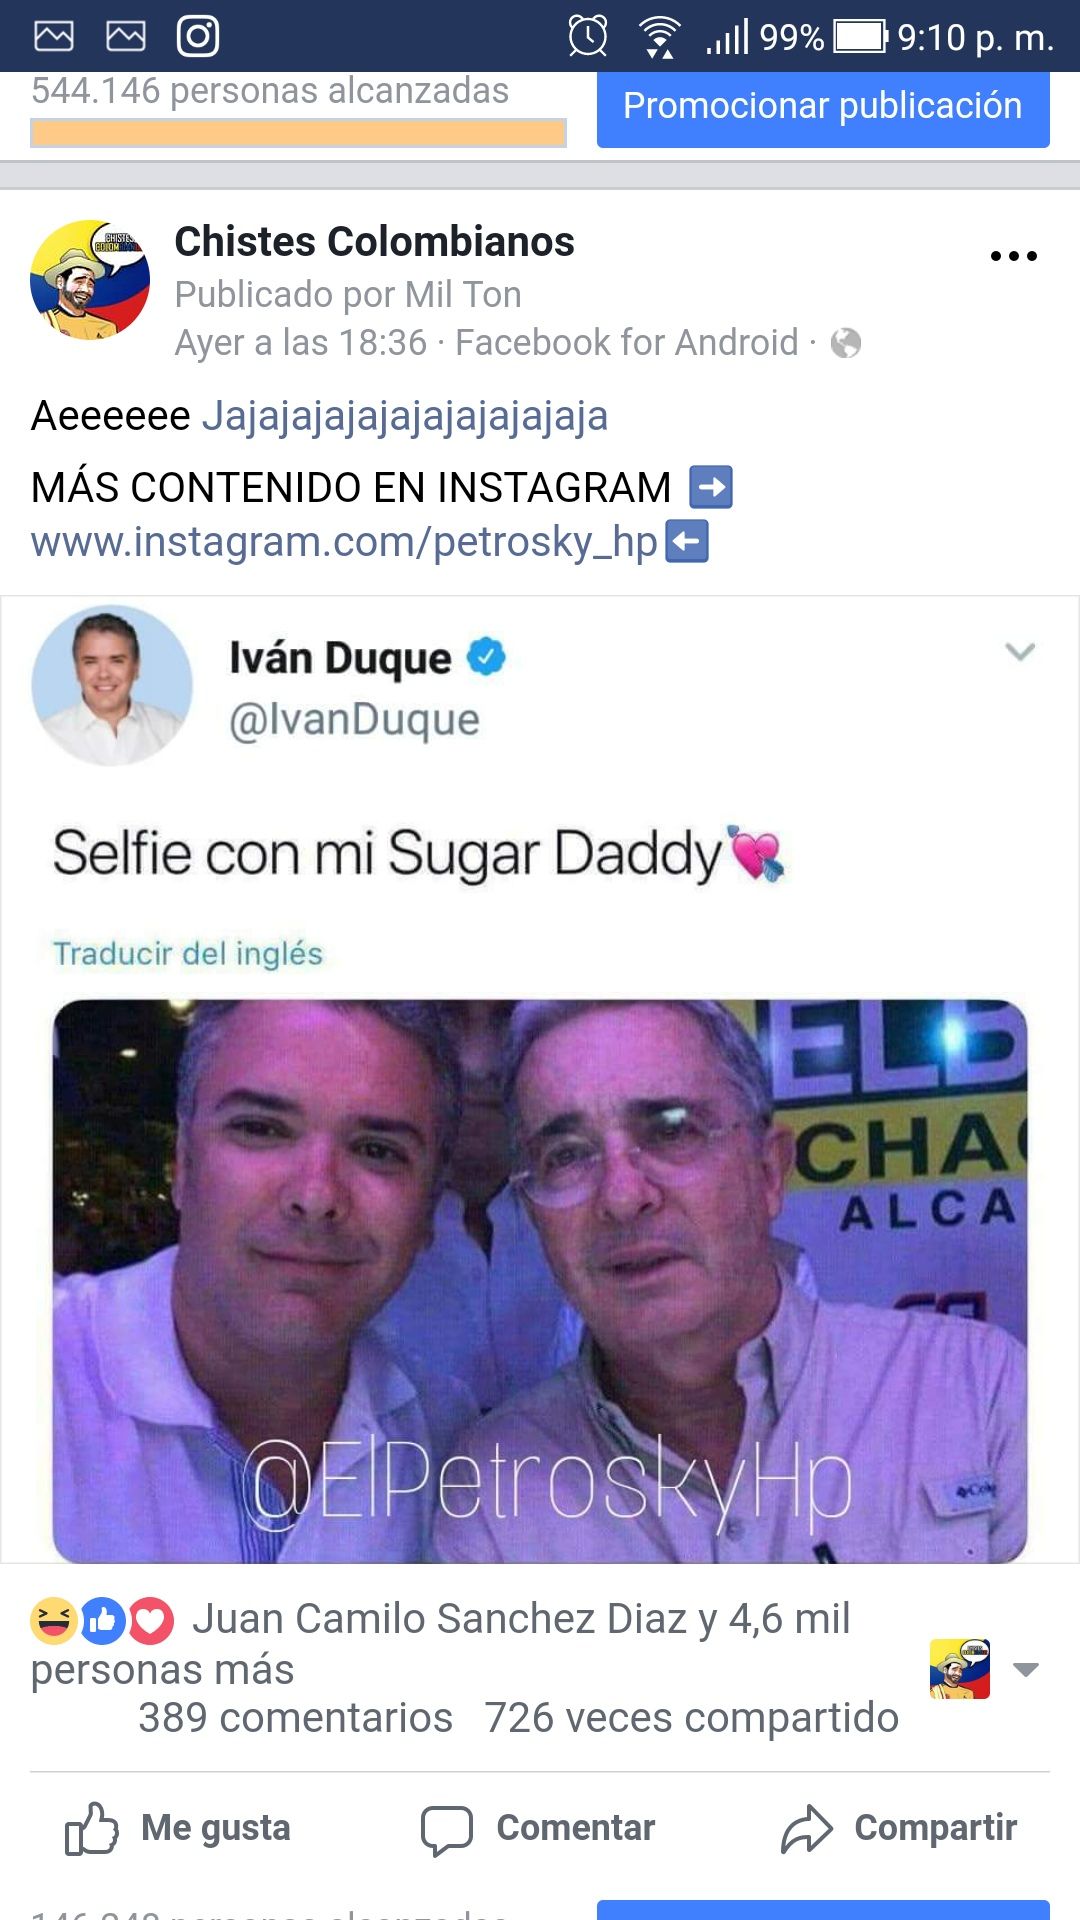 99% 9:10 p. m.
544.146 personas alcanzadas
Promocionar publicación
Chistes Colombianos
Publicado por Mil Ton
Ayer a las 18:36 · Facebook for Android ·
Aeeeeee Jajajajajajajajajajajaja
MÁS CONTENIDO EN INSTAGRAM ➡
www.instagram.com/petrosky_hp⬅
Iván Duque
@IvanDuque
Selfie con mi Sugar Daddy💘
Traducir del inglés
CHA
ALCA
@ElPetroskyHp
Juan Camilo Sanchez Diaz y 4,6 mil
personas más
389 comentarios 726 veces compartido
Me gusta
Comentar
Compartir